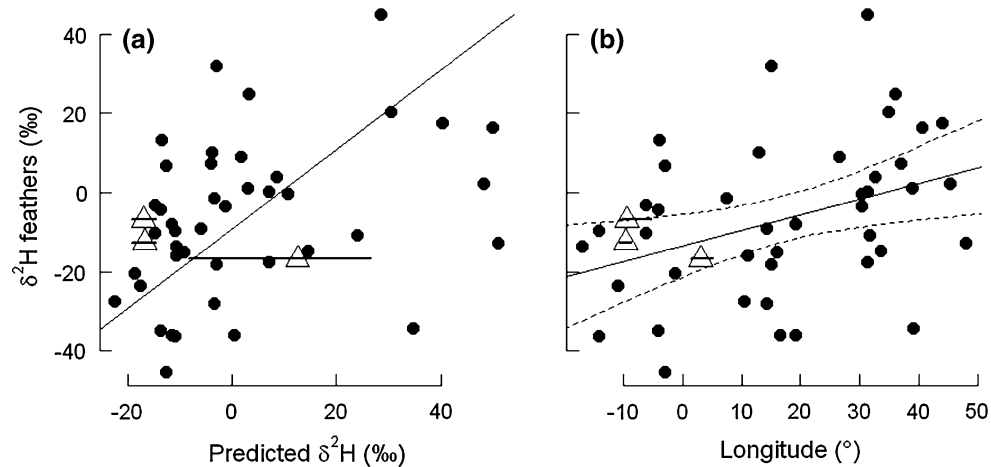 (a)
(b)
δ²H feathers (‰)
40
20
0
-20
-40
-20 0 20 40
-10 0 10 20 30 40 50
Predicted δ²H (‰)
Longitude (°)